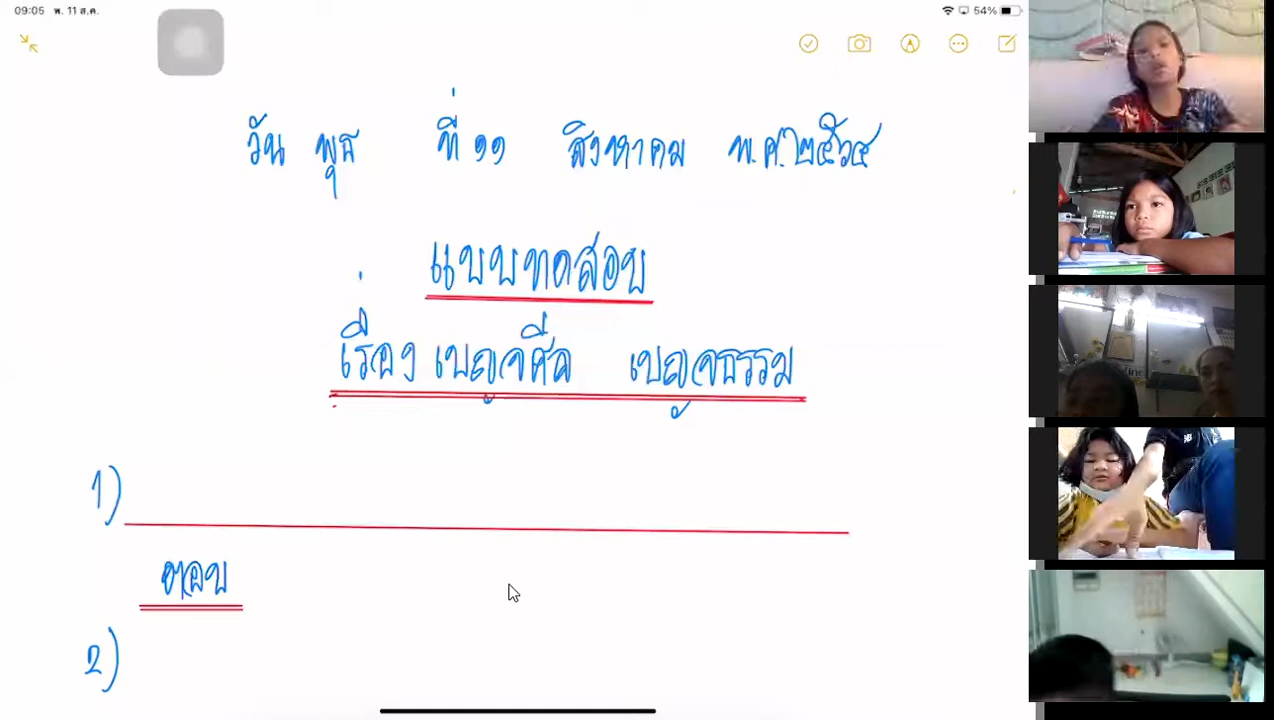 09:05 พ. 11 ส.ค.
54%
วัน พุธ ที่ ๑๑ สิงหาคม พ.ศ.๒๕๖๔
แบบทดสอบ
เรื่อง เบญจศีล เบญจธรรม
1)
ตอบ
2)